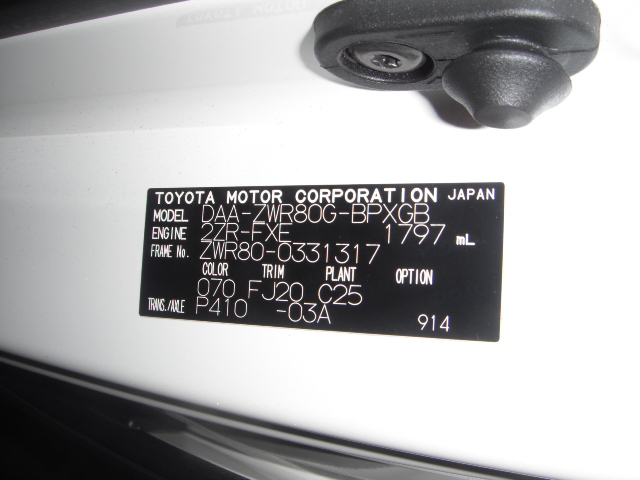 TOYOTA MOTOR CORPORATION JAPAN
MODEL DAA-ZWR80G-BPXGB
ENGINE 2ZR-FXE 1797 mL
FRAME No. ZWR80-0331317
COLOR TRIM PLANT OPTION
070 FJ20 C25
TRANS./AXLE P410 -03A
914